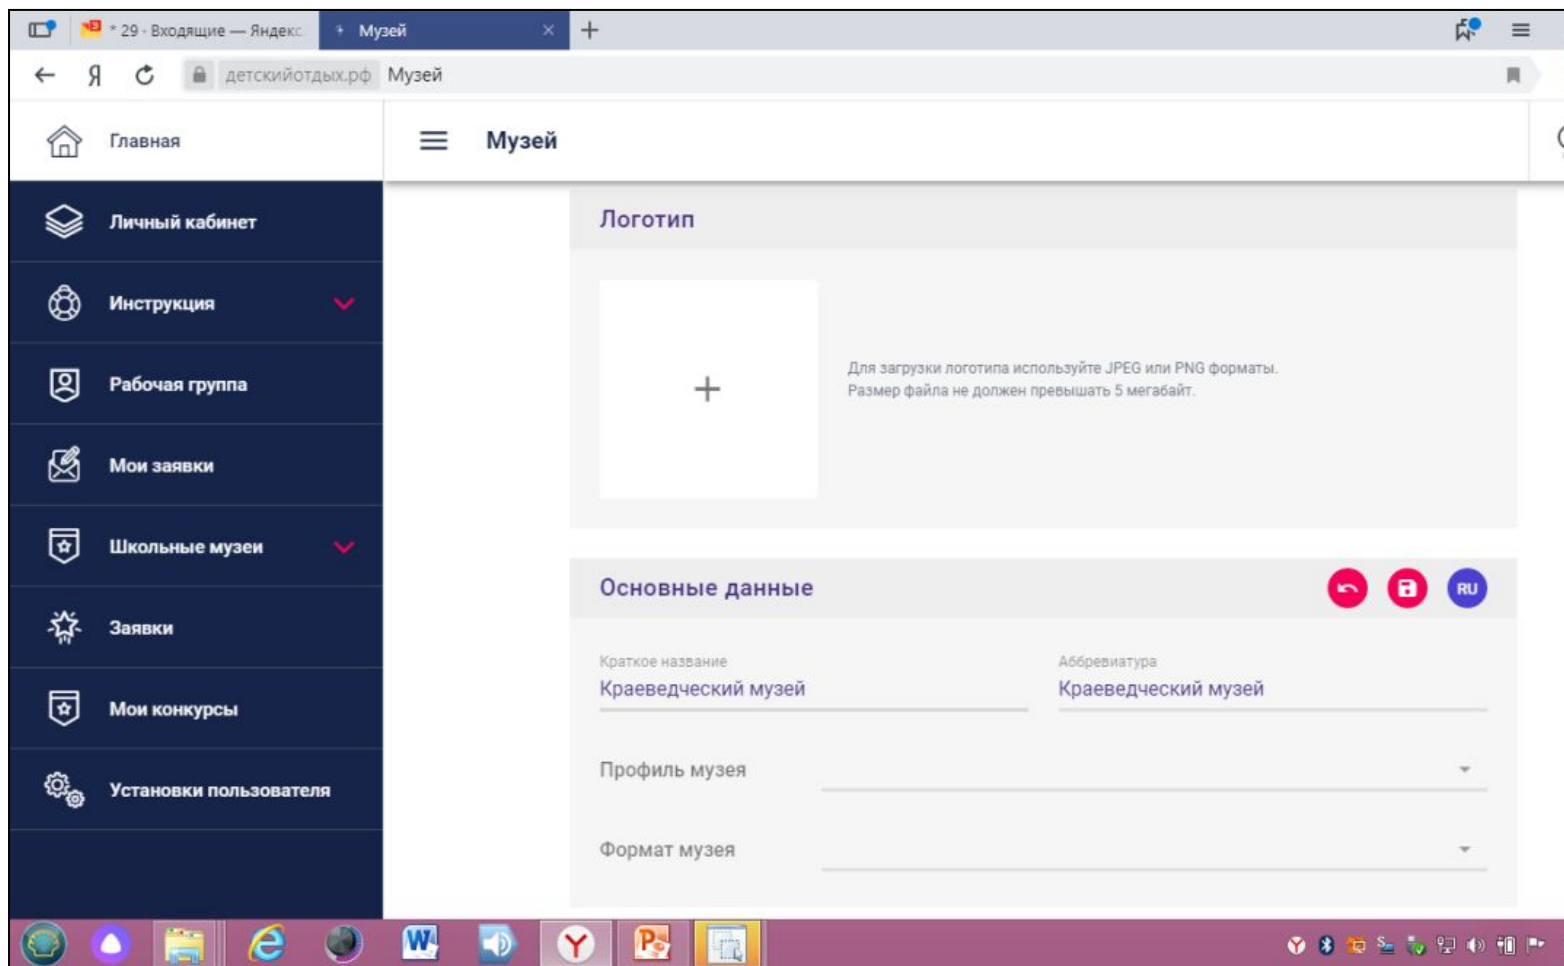 * 29 · Входящие — Яндекс
Музей
детскийотдых.рф Музей
Главная
Музей
Личный кабинет
Инструкция
Рабочая группа
Мои заявки
Школьные музеи
Заявки
Мои конкурсы
Установки пользователя
Логотип
Для загрузки логотипа используйте JPEG или PNG форматы.
Размер файла не должен превышать 5 мегабайт.
Основные данные
RU
Краткое название
Краеведческий музей
Аббревиатура
Краеведческий музей
Профиль музея
Формат музея